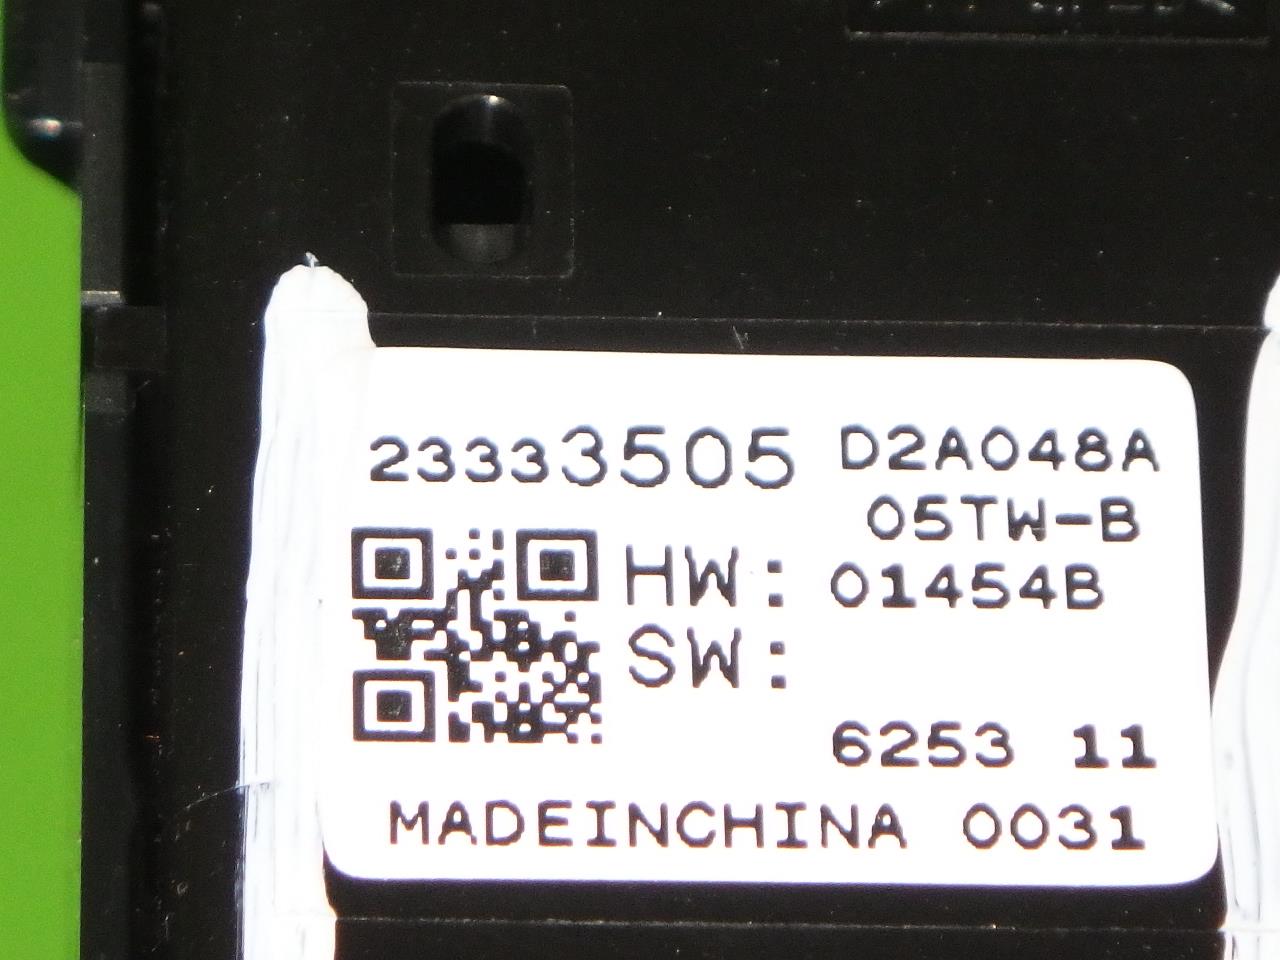 23333505 D2A048A
05TW-B
HW: 01454B
SW:
6253 11
MADEINCHINA 0031